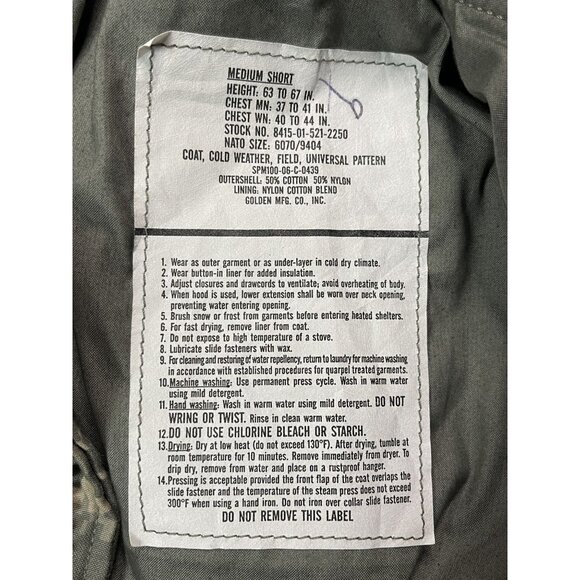 MEDIUM SHORT
HEIGHT: 63 TO 67 IN.
CHEST MN: 37 TO 41 IN.
CHEST WN: 40 TO 44 IN.
STOCK NO. 8415-01-521-2250
NATO SIZE: 6070/9404
COAT, COLD WEATHER, FIELD, UNIVERSAL PATTERN
SPM100-06-C-0439
OUTERSHELL: 50% COTTON 50% NYLON
LINING: NYLON COTTON BLEND
GOLDEN MFG. CO., INC.
1. Wear as outer garment or as under-layer in cold dry climate.
2. Wear button-in liner for added insulation.
3. Adjust closures and drawcords to ventilate; avoid overheating of body.
4. When hood is used, lower extension shall be worn over neck opening,
preventing water entering opening.
5. Brush snow or frost from garments before entering heated shelters.
6. For fast drying, remove liner from coat.
7. Do not expose to high temperature of a stove.
8. Lubricate slide fasteners with wax.
9. For cleaning and restoring of water repellency, return to laundry for machine washing
in accordance with established procedures for quarpel treated garments.
10. Machine washing: Use permanent press cycle. Wash in warm water
using mild detergent.
11. Hand washing: Wash in warm water using mild detergent. DO NOT
WRING OR TWIST. Rinse in clean warm water.
12. DO NOT USE CHLORINE BLEACH OR STARCH.
13. Drying: Dry at low heat (do not exceed 130°F). After drying, tumble at
room temperature for 10 minutes. Remove immediately from dryer. To
drip dry, remove from water and place on a rustproof hanger.
14. Pressing is acceptable provided the front flap of the coat overlaps the
slide fastener and the temperature of the steam press does not exceed
300°F when using a hand iron. Do not iron over collar slide fastener.
DO NOT REMOVE THIS LABEL